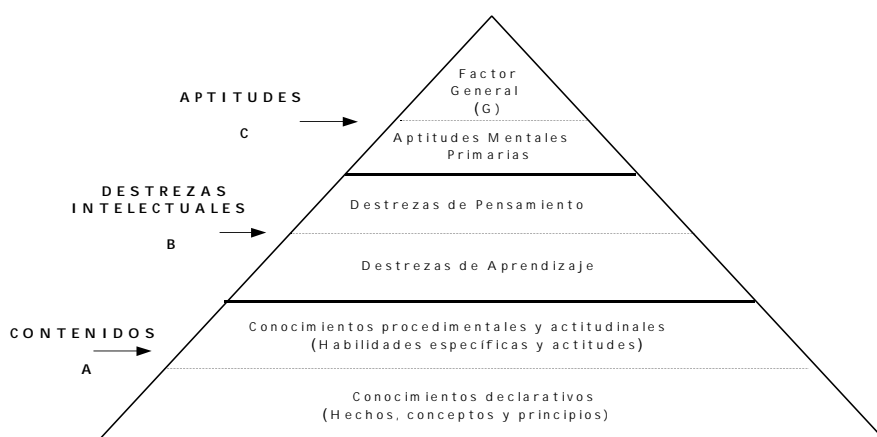 Factor
General
(G)
APTITUDES
C
Aptitudes Mentales
Primarias
DESTREZAS
INTELECTUALES
B
Destrezas de Pensamiento
Destrezas de Aprendizaje
CONTENIDOS
A
Conocimientos procedimentales y actitudinales
(Habilidades específicas y actitudes)
Conocimientos declarativos
(Hechos, conceptos y principios)